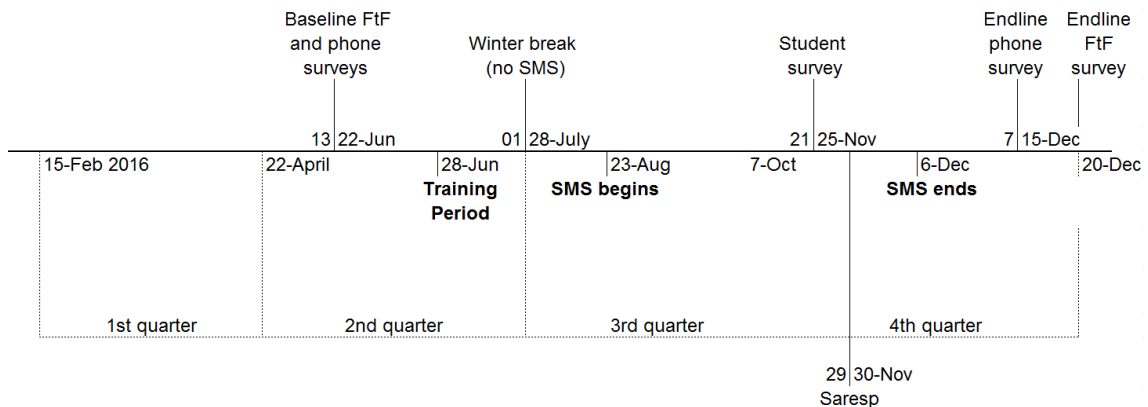 Baseline FtF
and phone
surveys
Winter break
(no SMS)
Student
survey
Endline
phone
survey
Endline
FtF
survey
13 22-Jun
01 28-July
21 25-Nov
7 15-Dec
15-Feb 2016
22-April
28-Jun
23-Aug
7-Oct
6-Dec
20-Dec
Training
Period
SMS begins
SMS ends
1st quarter
2nd quarter
3rd quarter
4th quarter
29 30-Nov
Saresp